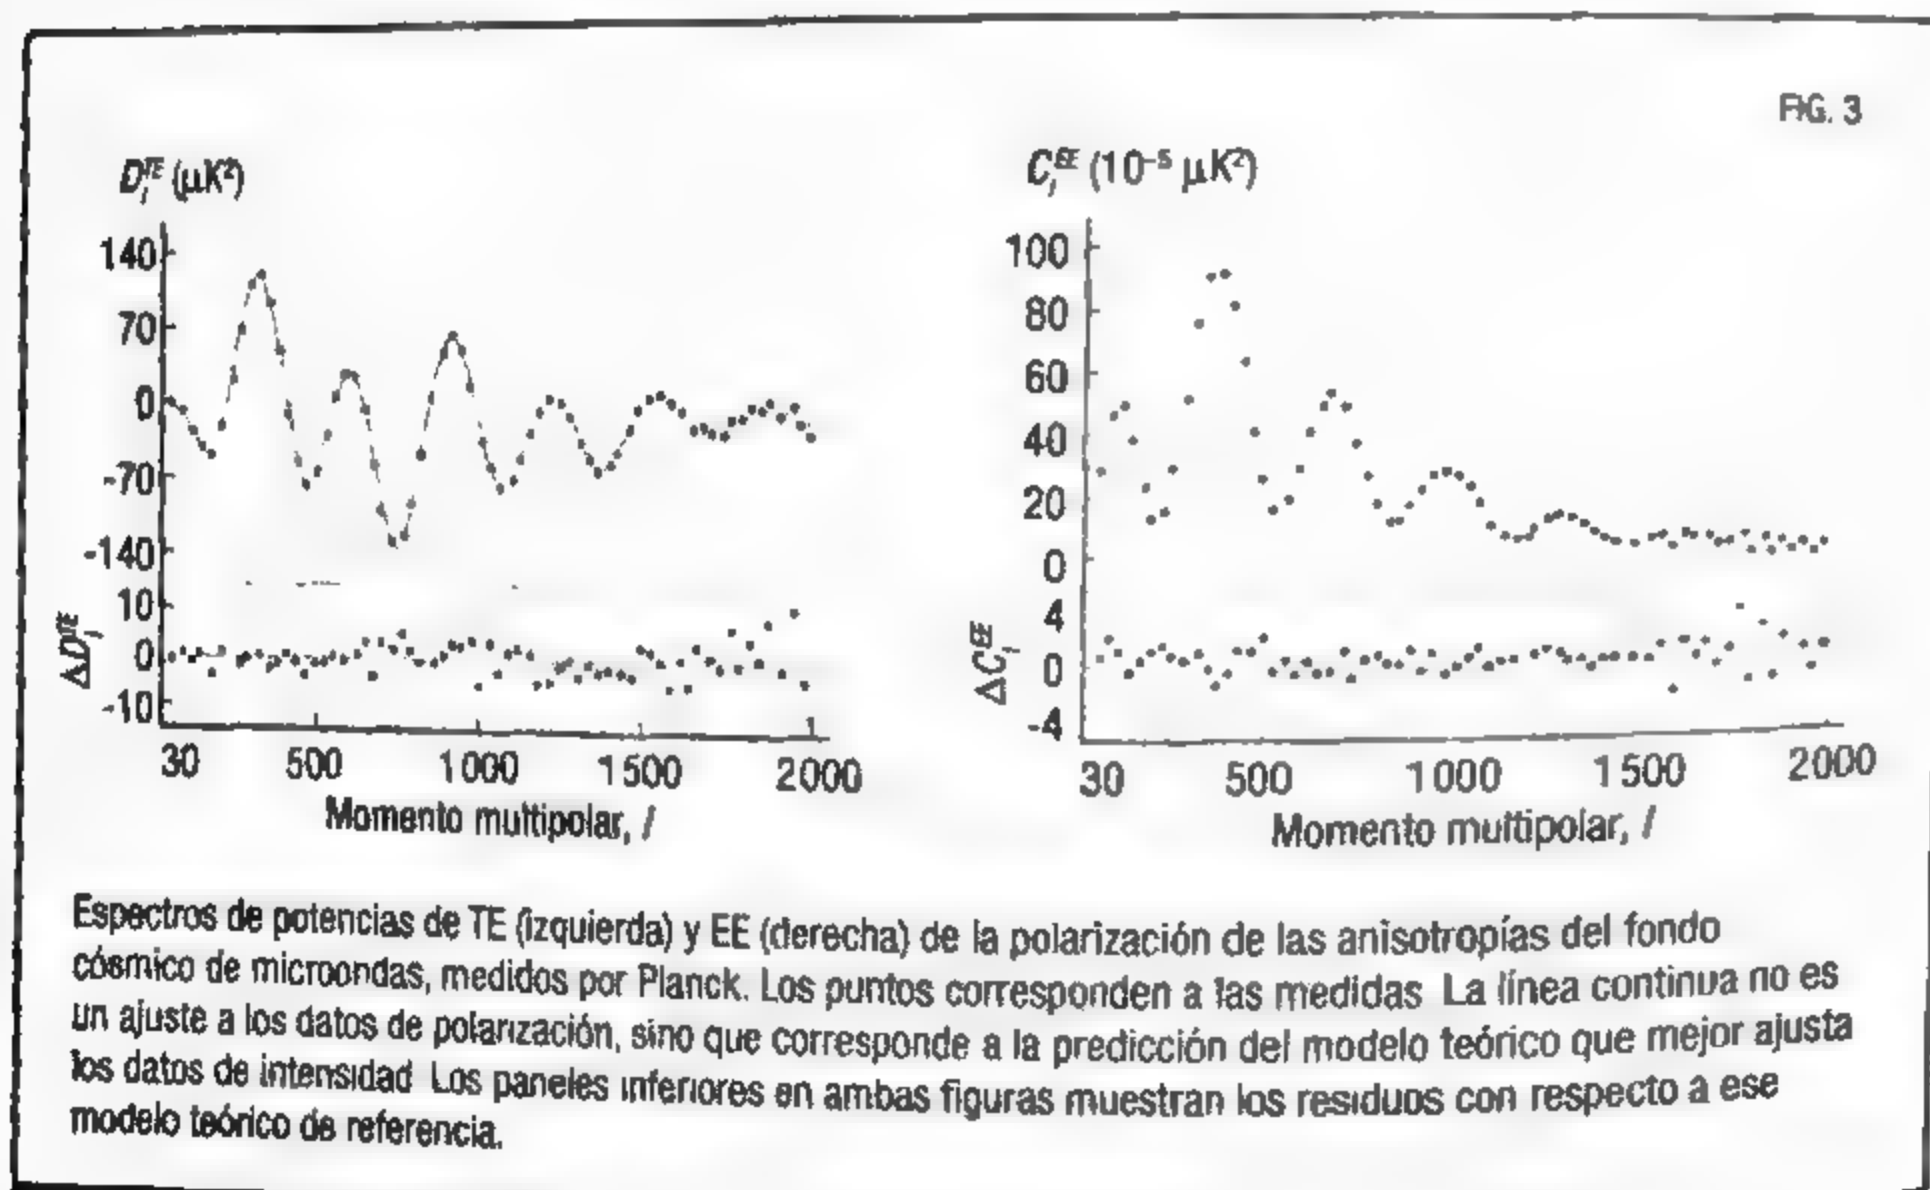 FIG. 3
D_l^TE (μK²)
140
70
0
-70
-140
10
0
-10
ΔD_l^TE
30 500 1000 1500 2000
Momento multipolar, l
C_l^EE (10⁻⁵ μK²)
100
80
60
40
20
0
4
0
-4
ΔC_l^EE
30 500 1000 1500 2000
Momento multipolar, l
Espectros de potencias de TE (izquierda) y EE (derecha) de la polarización de las anisotropías del fondo
cósmico de microondas, medidos por Planck. Los puntos corresponden a las medidas La línea continua no es
un ajuste a los datos de polarización, sino que corresponde a la predicción del modelo teórico que mejor ajusta
los datos de intensidad Los paneles inferiores en ambas figuras muestran los residuos con respecto a ese
modelo teórico de referencia.